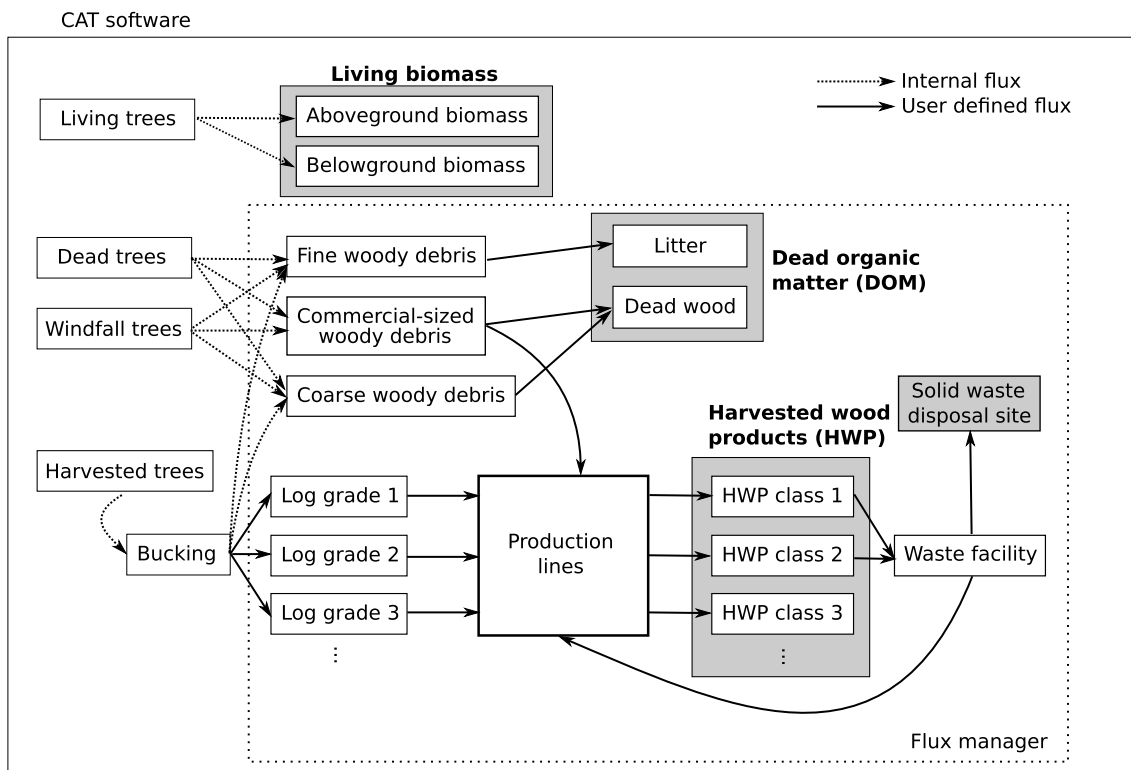 CAT software
Living biomass
Internal flux
User defined flux
Living trees
Aboveground biomass
Belowground biomass
Dead trees
Fine woody debris
Litter
Dead organic
matter (DOM)
Windfall trees
Commercial-sized
woody debris
Dead wood
Coarse woody debris
Solid waste
disposal site
Harvested wood
products (HWP)
Harvested trees
Log grade 1
HWP class 1
Bucking
Log grade 2
Production
lines
HWP class 2
Waste facility
Log grade 3
HWP class 3
⋮
⋮
Flux manager